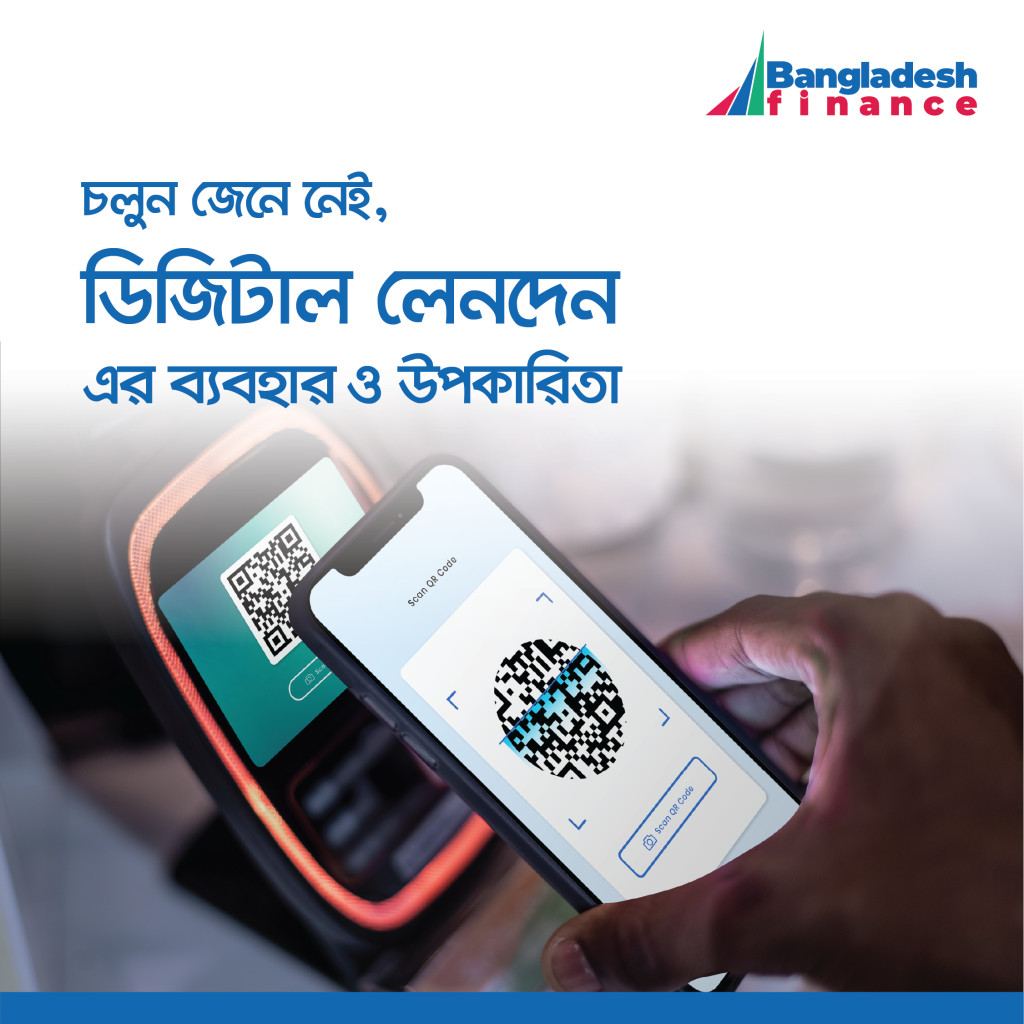 Bangladesh
finance
চলুন জেনে নেই,
ডিজিটাল লেনদেন
এর ব্যবহার ও উপকারিতা
Scan QR Code
Scan QR Code